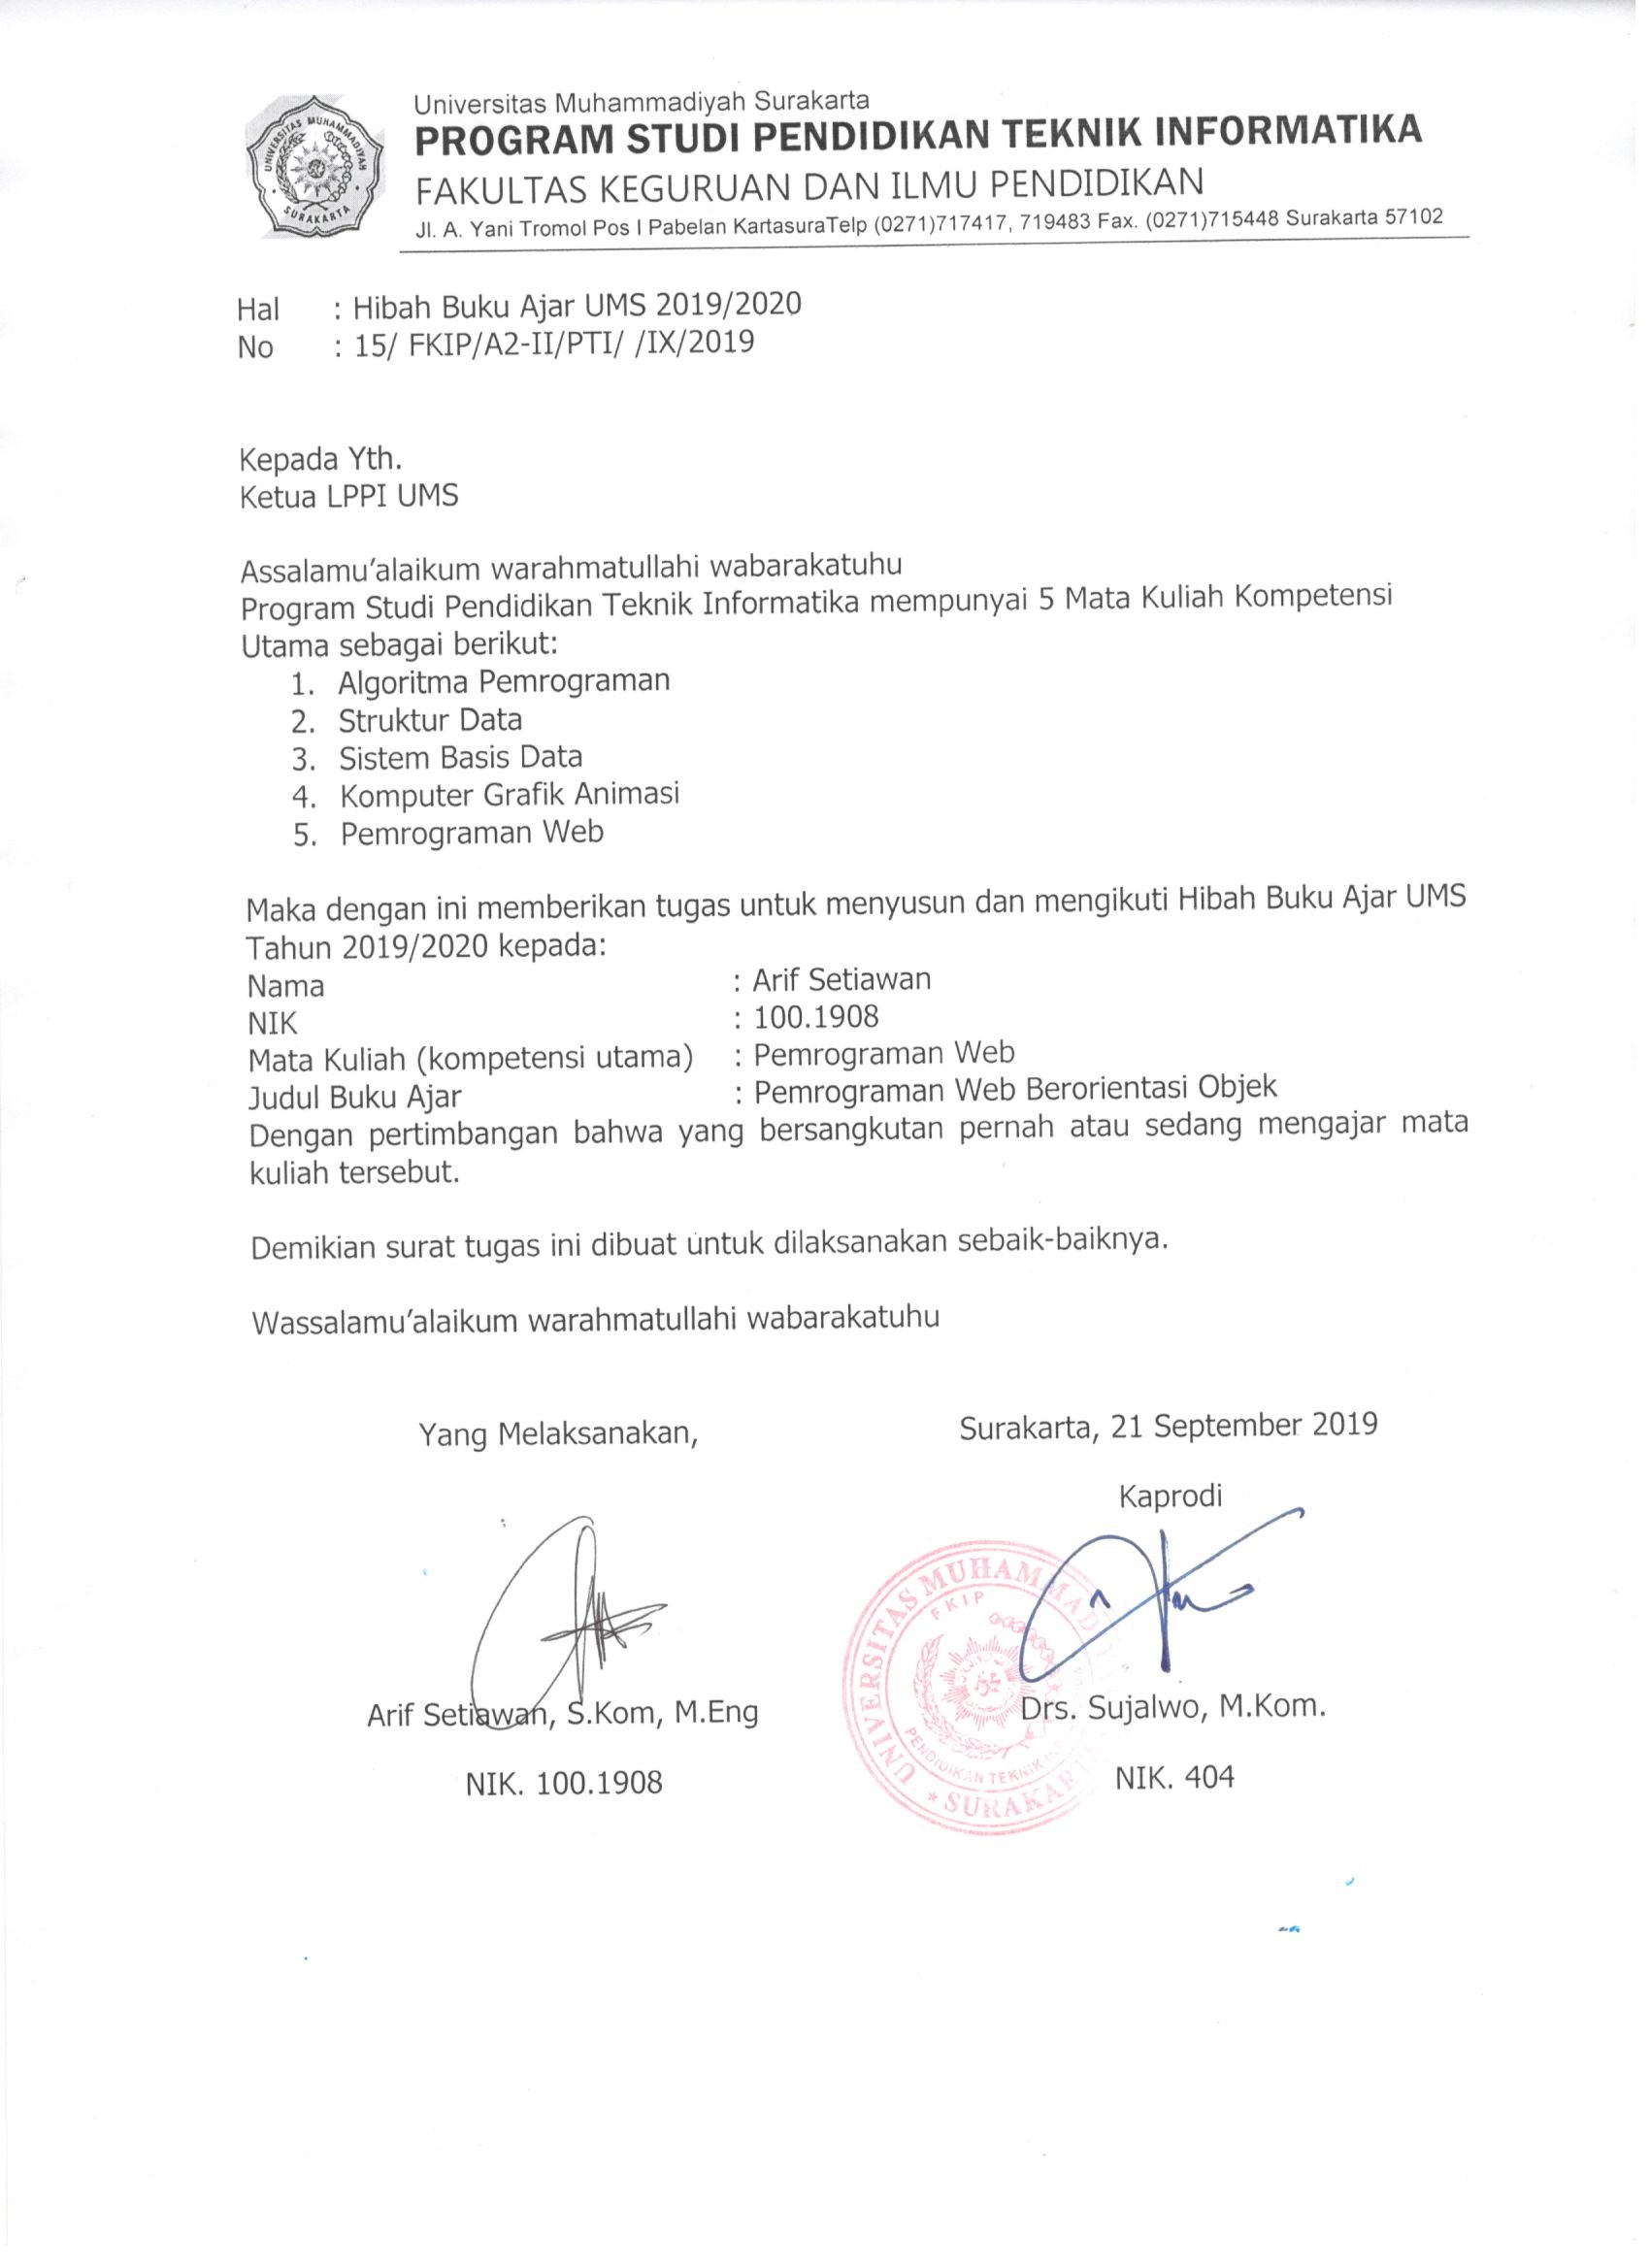 UNIVERSITAS MUHAMMADIYAH
SURAKARTA
Universitas Muhammadiyah Surakarta
PROGRAM STUDI PENDIDIKAN TEKNIK INFORMATIKA
FAKULTAS KEGURUAN DAN ILMU PENDIDIKAN
Jl. A. Yani Tromol Pos I Pabelan KartasuraTelp (0271)717417, 719483 Fax. (0271)715448 Surakarta 57102
Hal : Hibah Buku Ajar UMS 2019/2020
No : 15/ FKIP/A2-II/PTI/ /IX/2019
Kepada Yth.
Ketua LPPI UMS
Assalamu’alaikum warahmatullahi wabarakatuhu
Program Studi Pendidikan Teknik Informatika mempunyai 5 Mata Kuliah Kompetensi
Utama sebagai berikut:
1. Algoritma Pemrograman
2. Struktur Data
3. Sistem Basis Data
4. Komputer Grafik Animasi
5. Pemrograman Web
Maka dengan ini memberikan tugas untuk menyusun dan mengikuti Hibah Buku Ajar UMS
Tahun 2019/2020 kepada:
Nama : Arif Setiawan
NIK : 100.1908
Mata Kuliah (kompetensi utama) : Pemrograman Web
Judul Buku Ajar : Pemrograman Web Berorientasi Objek
Dengan pertimbangan bahwa yang bersangkutan pernah atau sedang mengajar mata
kuliah tersebut.
Demikian surat tugas ini dibuat untuk dilaksanakan sebaik-baiknya.
Wassalamu’alaikum warahmatullahi wabarakatuhu
Yang Melaksanakan, Surakarta, 21 September 2019
Kaprodi
UNIVERSITAS MUHAMMAD
FKIP
PENDIDIKAN TEKNIK
SURAKAR
Arif Setiawan, S.Kom, M.Eng Drs. Sujalwo, M.Kom.
NIK. 100.1908 NIK. 404